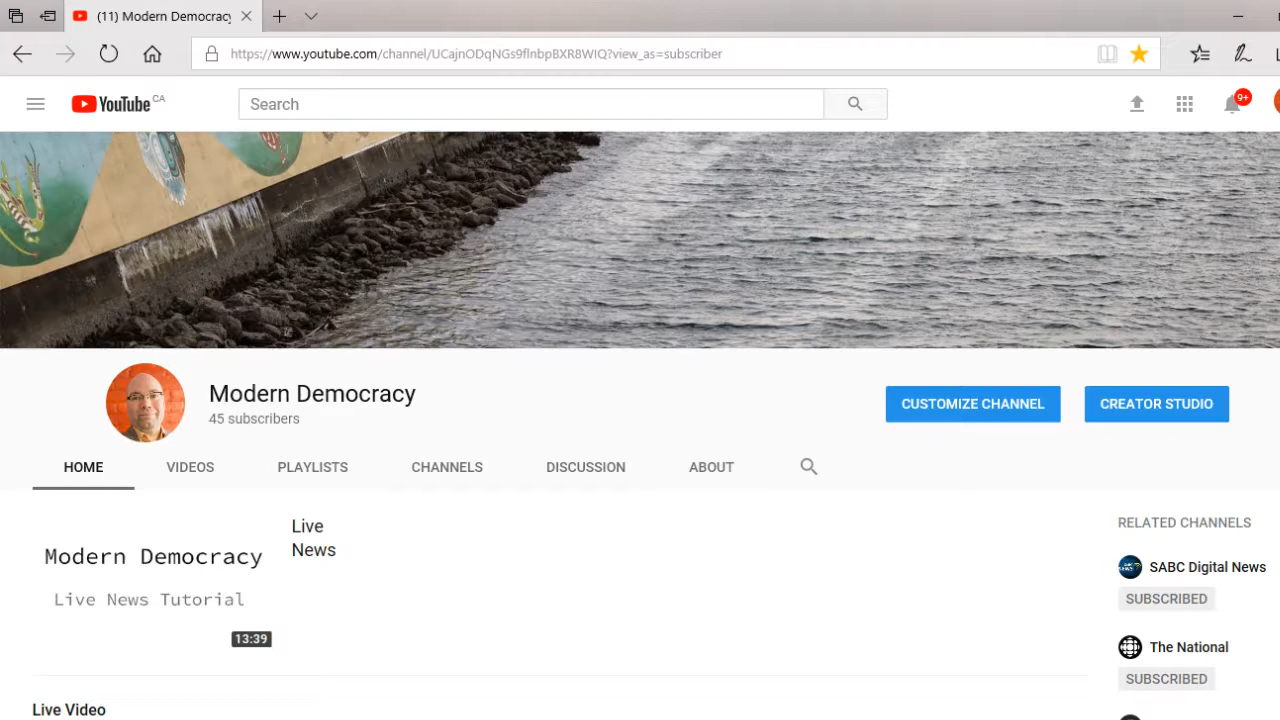 (11) Modern Democracy
https://www.youtube.com/channel/UCajnODqNGs9flnbpBXR8WIQ?view_as=subscriber
YouTube CA
Search
9+
Modern Democracy
45 subscribers
CUSTOMIZE CHANNEL
CREATOR STUDIO
HOME VIDEOS PLAYLISTS CHANNELS DISCUSSION ABOUT
Modern Democracy
Live News Tutorial
13:39
Live
News
RELATED CHANNELS
SABC Digital News
SUBSCRIBED
The National
SUBSCRIBED
Live Video